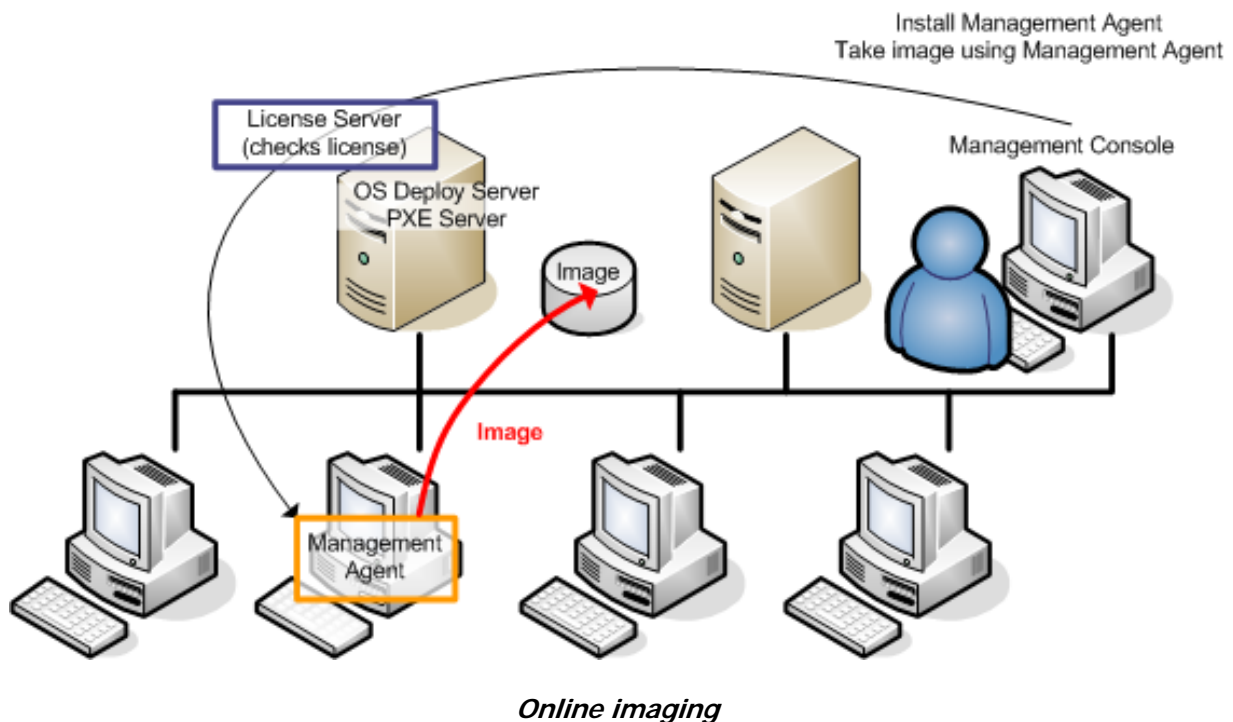 Install Management Agent
Take image using Management Agent
License Server
(checks license)
Management Console
OS Deploy Server
PXE Server
Image
Image
Management
Agent
Online imaging